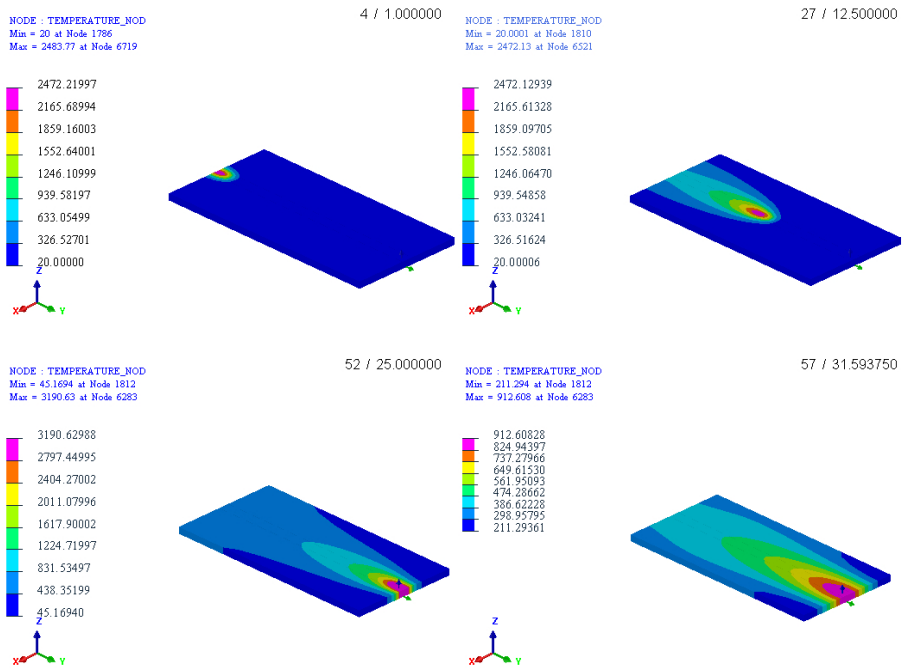 4 / 1.000000
NODE : TEMPERATURE_NOD
Min = 20 at Node 1786
Max = 2483.77 at Node 6719
2472.21997
2165.68994
1859.16003
1552.64001
1246.10999
939.58197
633.05499
326.52701
20.00000
Z
X
Y
27 / 12.500000
NODE : TEMPERATURE_NOD
Min = 20.0001 at Node 1810
Max = 2472.13 at Node 6521
2472.12939
2165.61328
1859.09705
1552.58081
1246.06470
939.54858
633.03241
326.51624
20.00006
Z
X
Y
52 / 25.000000
NODE : TEMPERATURE_NOD
Min = 45.1694 at Node 1812
Max = 3190.63 at Node 6283
3190.62988
2797.44995
2404.27002
2011.07996
1617.90002
1224.71997
831.53497
438.35199
45.16940
Z
X
Y
57 / 31.593750
NODE : TEMPERATURE_NOD
Min = 211.294 at Node 1812
Max = 912.608 at Node 6283
912.60828
824.94397
737.27966
649.61530
561.95093
474.28662
386.62228
298.95795
211.29361
Z
X
Y